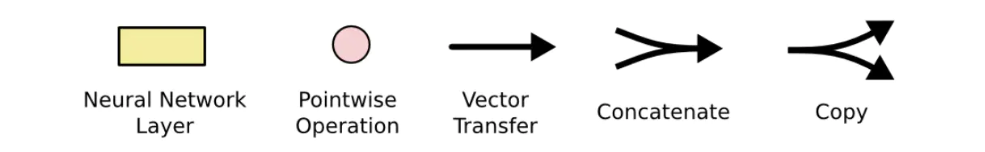 Neural Network
Layer
Pointwise
Operation
Vector
Transfer
Concatenate
Copy